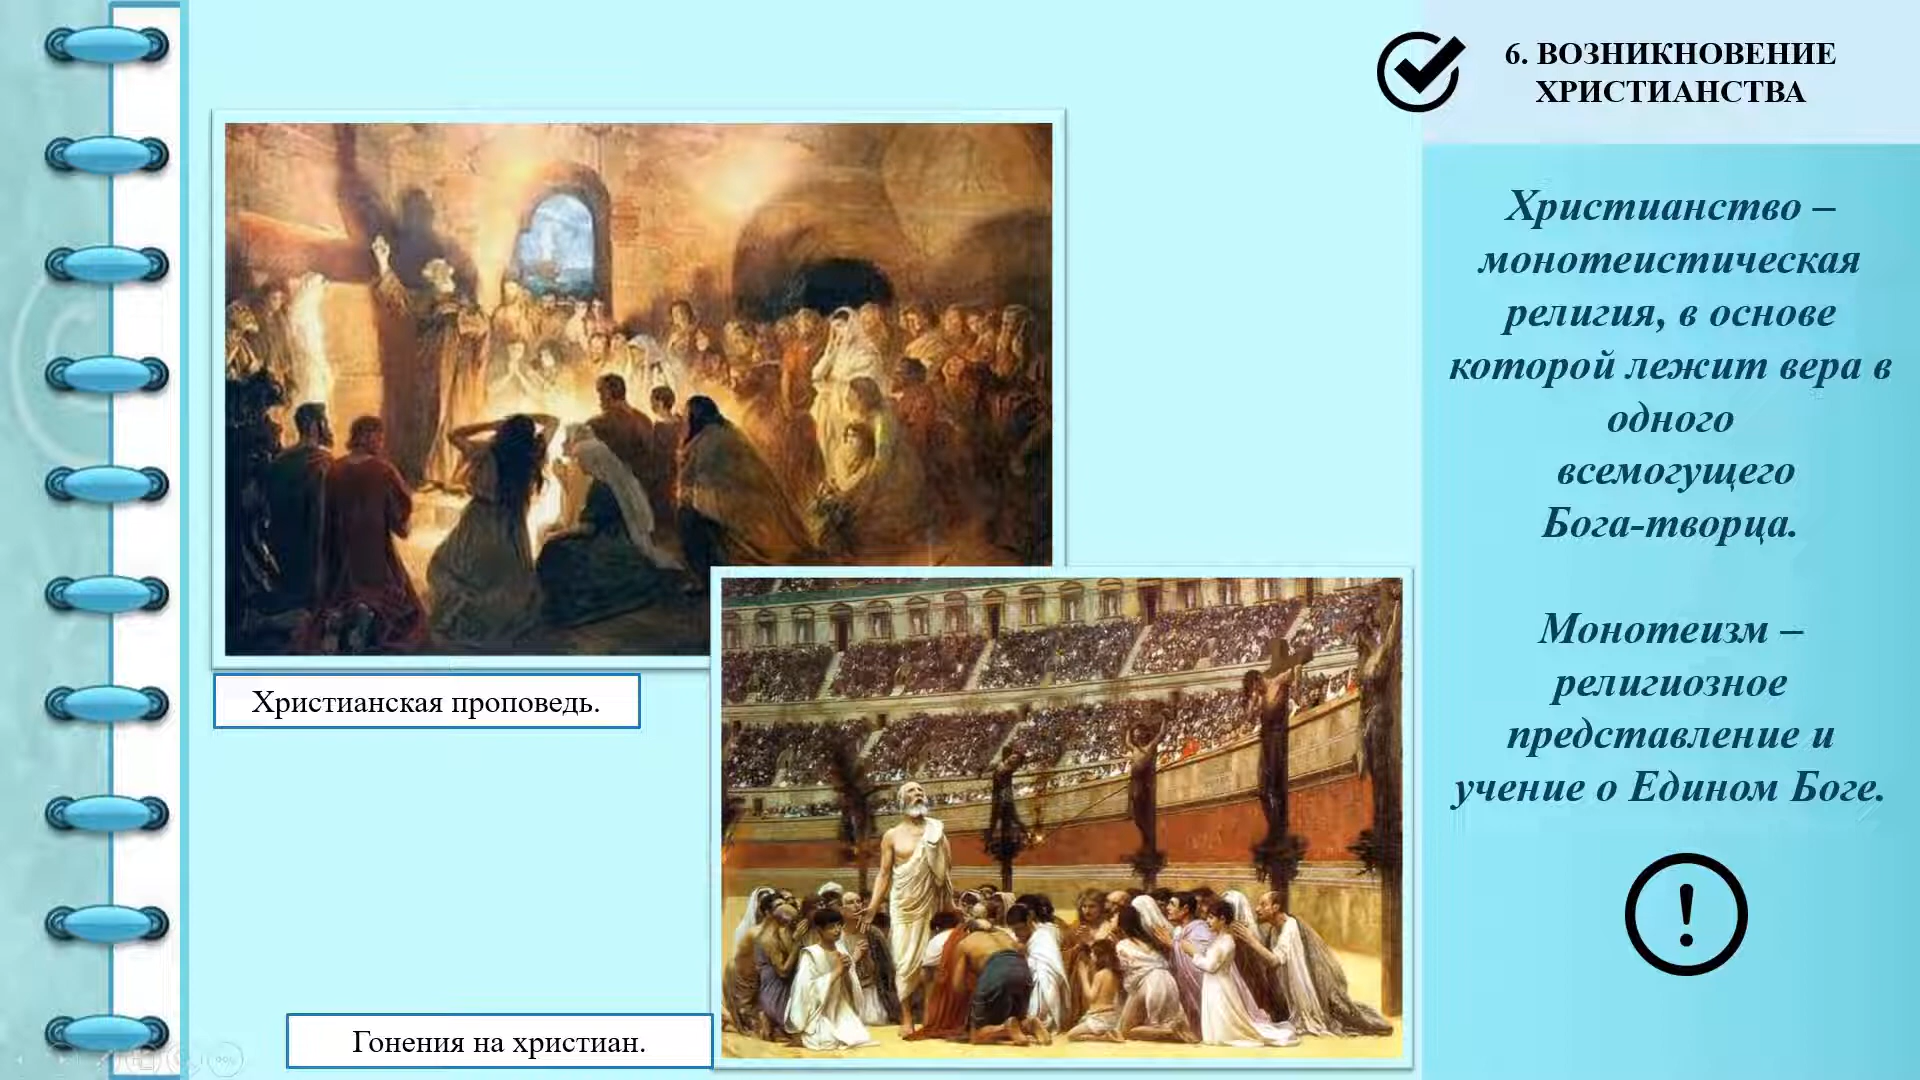 6. ВОЗНИКНОВЕНИЕ
ХРИСТИАНСТВА
Христианство –
монотеистическая
религия, в основе
которой лежит вера в
одного
всемогущего
Бога-творца.
Монотеизм –
религиозное
представление и
учение о Едином Боге.
Христианская проповедь.
Гонения на христиан.